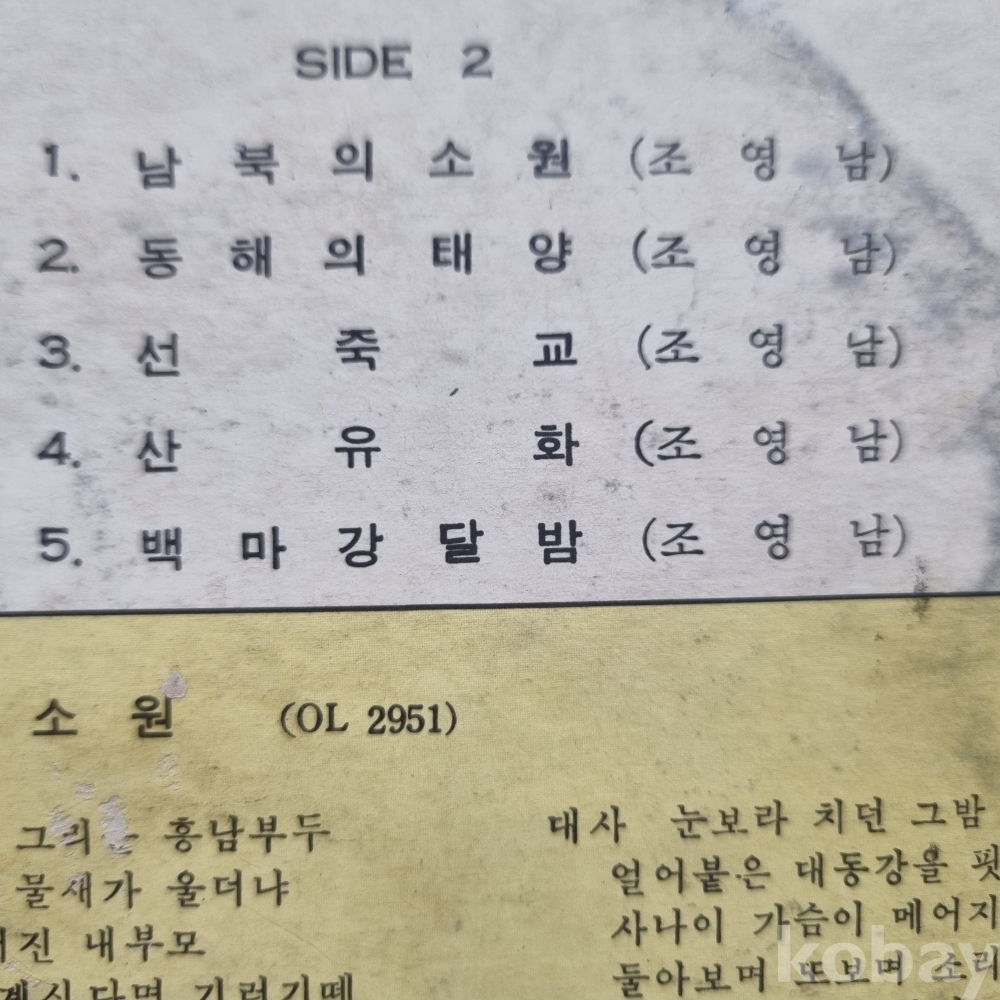 SIDE 2
1. 남북의소원 (조영남)
2. 동해의태양 (조영남)
3. 선죽교 (조영남)
4. 산유화 (조영남)
5. 백마강달밤 (조영남)
소원 (OL 2951)
흥남부두
물새가 울더냐
내부모
기러기떼
대사 눈보라 치던 그밤
얼어붙은 대동강을
사나이 가슴이 메어지
둘아보며 또보며 소리
kobay